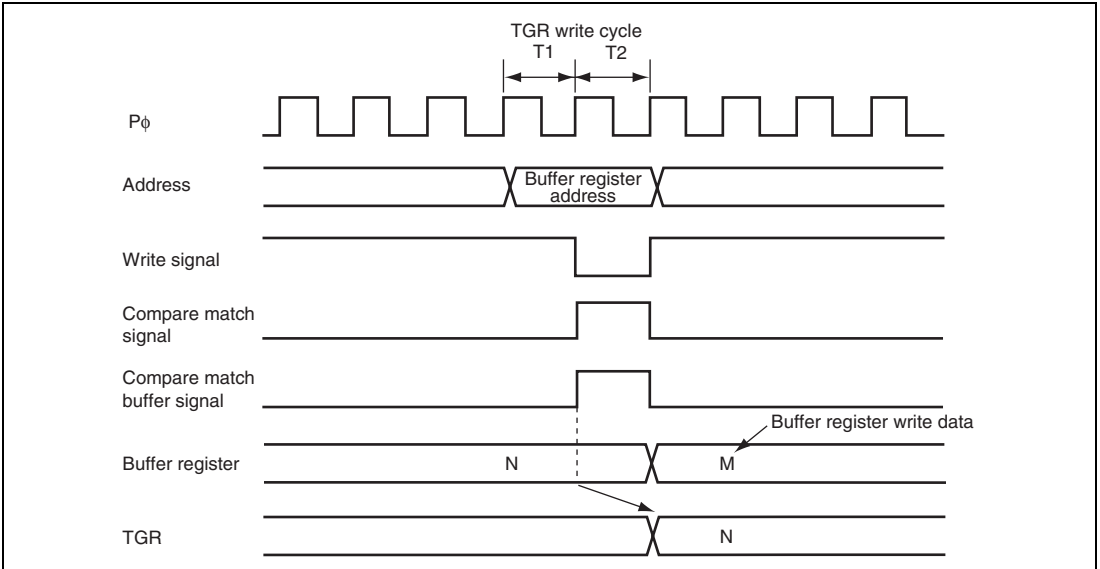 TGR write cycle
T1 T2
Pϕ
Address
Buffer register
address
Write signal
Compare match
signal
Compare match
buffer signal
Buffer register write data
Buffer register
N
M
TGR
N